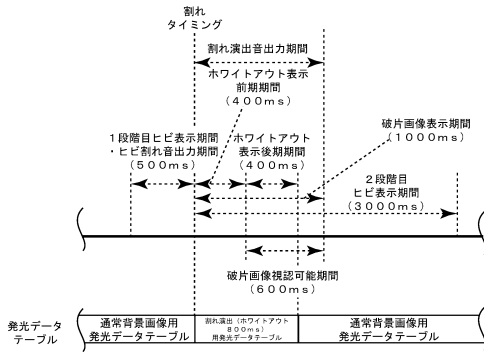 割れ
タイミング
割れ演出音出力期間
ホワイトアウト表示
前期期間
(400ms)
破片画像表示期間
(1000ms)
1段階目ヒビ表示期間
・ヒビ割れ音出力期間
(500ms)
ホワイトアウト
表示後期期間
(400ms)
2段階目
ヒビ表示期間
(3000ms)
破片画像視認可能期間
(600ms)
発光データ
テーブル
通常背景画像用
発光データテーブル
割れ演出(ホワイトアウト
800ms)
用発光データテーブル
通常背景画像用
発光データテーブル